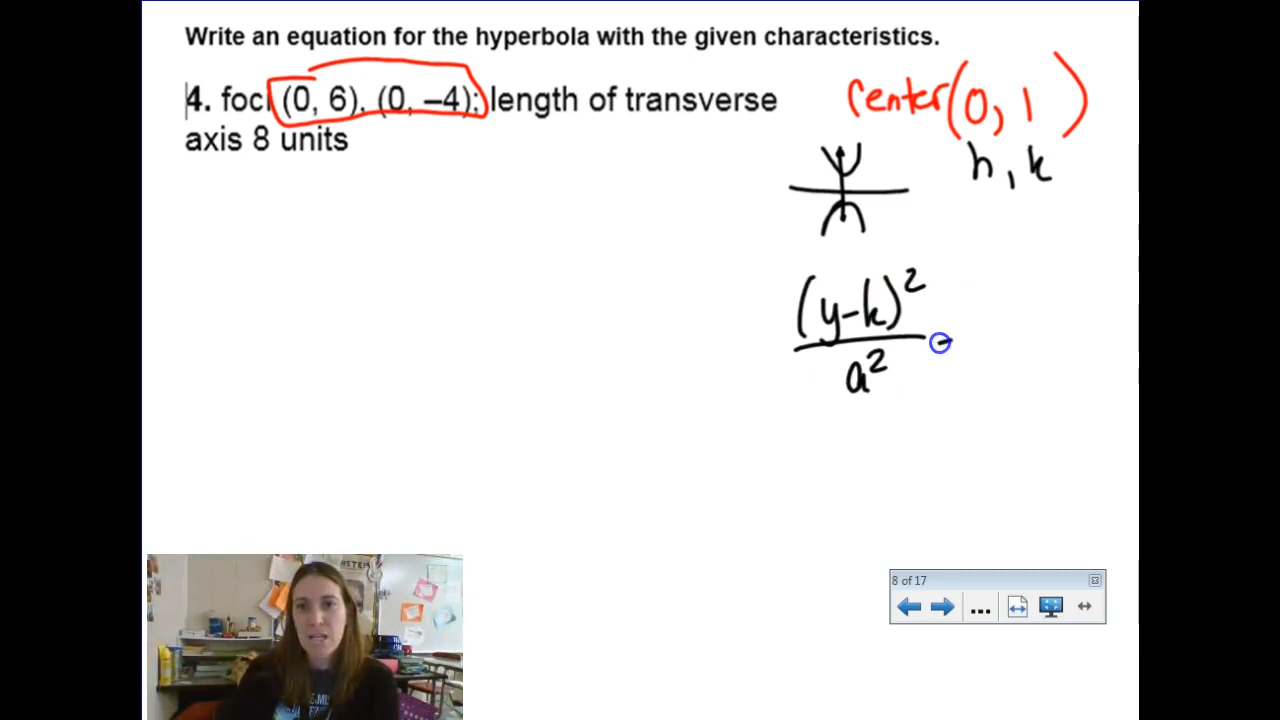 Write an equation for the hyperbola with the given characteristics.
4. foci (0, 6), (0, –4); length of transverse
axis 8 units
center (0, 1)
h, k
(y-k)²
a²
8 of 17
...